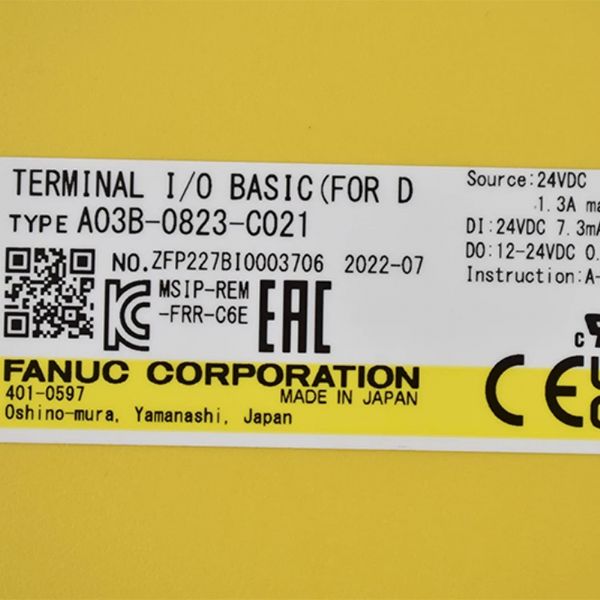 TERMINAL I/O BASIC(FOR D
TYPE A03B-0823-C021
NO. ZFP227BI0003706 2022-07
MSIP-REM
-FRR-C6E
EAC
FANUC CORPORATION
401-0597 MADE IN JAPAN
Oshino-mura, Yamanashi, Japan
Source:24VDC
1.3A ma
DI:24VDC 7.3mA
DO:12-24VDC 0.
Instruction:A-
c
CE